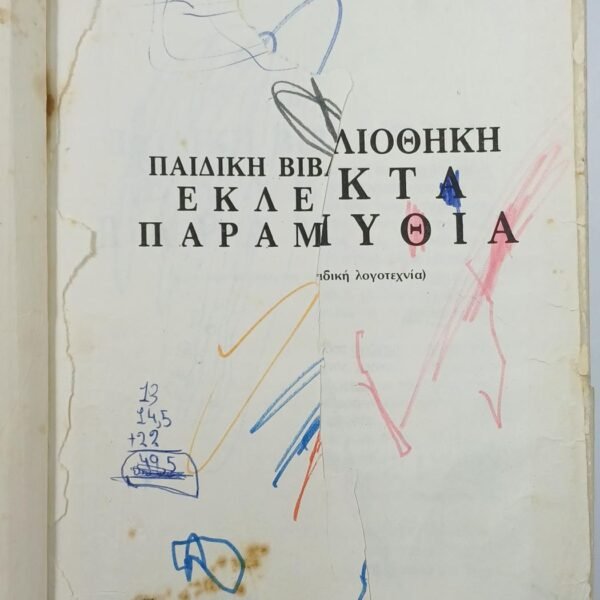 ΠΑΙΔΙΚΗ ΒΙΒΛΙΟΘΗΚΗ
ΕΚΛΕΚΤΑ
ΠΑΡΑΜΥΘΙΑ
ιδική λογοτεχνία)
13
14,5
+22
49,5